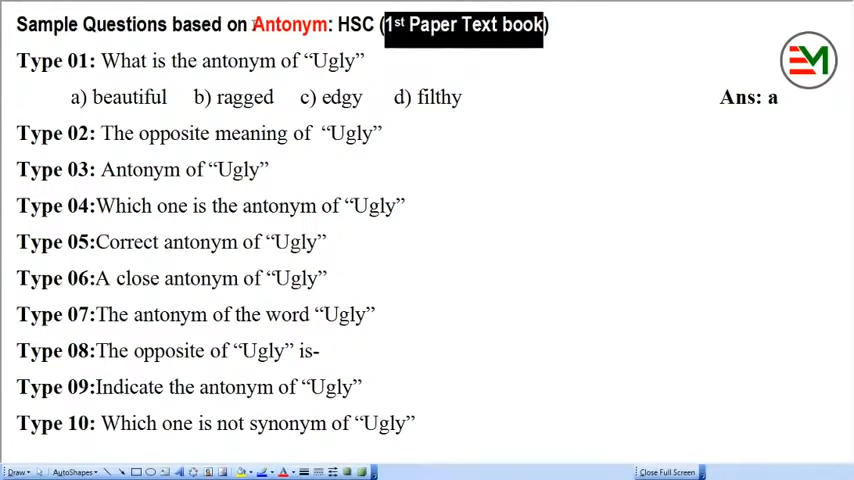 Sample Questions based on Antonym: HSC (1st Paper Text book)
EM
Type 01: What is the antonym of “Ugly”
a) beautiful b) ragged c) edgy d) filthy Ans: a
Type 02: The opposite meaning of “Ugly”
Type 03: Antonym of “Ugly”
Type 04:Which one is the antonym of “Ugly”
Type 05:Correct antonym of “Ugly”
Type 06:A close antonym of “Ugly”
Type 07:The antonym of the word “Ugly”
Type 08:The opposite of “Ugly” is-
Type 09:Indicate the antonym of “Ugly”
Type 10: Which one is not synonym of “Ugly”
Draw AutoShapes A Close Full Screen